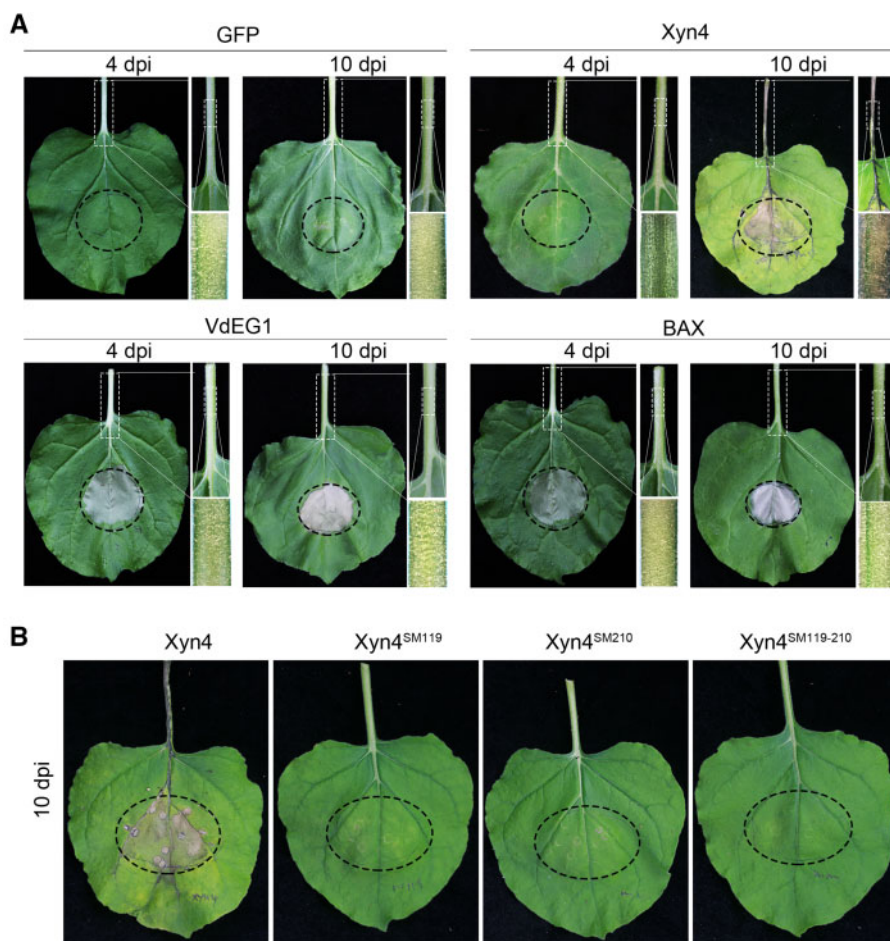 A
GFP
Xyn4
4 dpi
10 dpi
4 dpi
10 dpi
VdEG1
BAX
4 dpi
10 dpi
4 dpi
10 dpi
B
Xyn4
Xyn4SM119
Xyn4SM210
Xyn4SM119-210
10 dpi